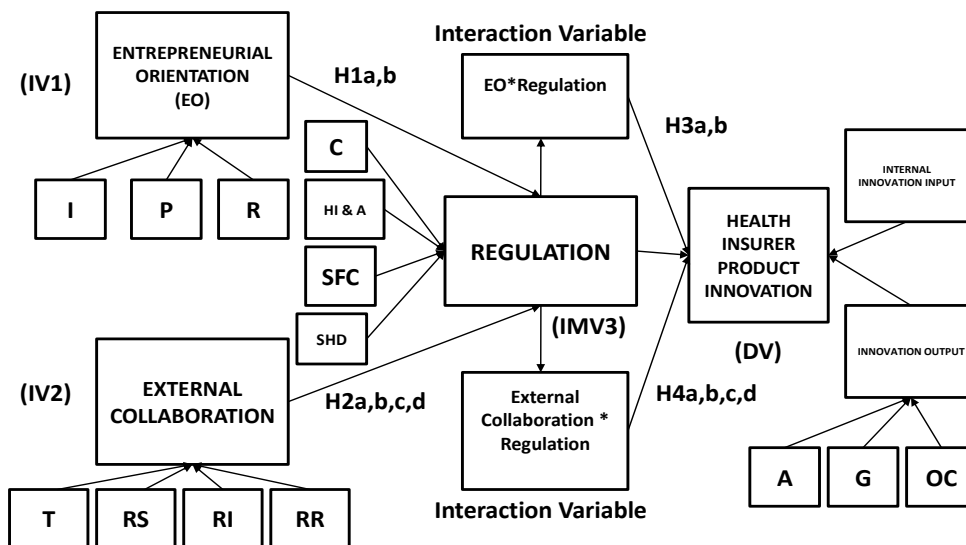 Interaction Variable
ENTREPRENEURIAL
ORIENTATION
(EO)
(IV1)
H1a,b
EO*Regulation
H3a,b
I
P
R
C
HI & A
SFC
SHD
REGULATION
(IMV3)
HEALTH
INSURER
PRODUCT
INNOVATION
(DV)
INTERNAL
INNOVATION INPUT
INNOVATION OUTPUT
(IV2)
EXTERNAL
COLLABORATION
H2a,b,c,d
External
Collaboration *
Regulation
H4a,b,c,d
Interaction Variable
T
RS
RI
RR
A
G
OC